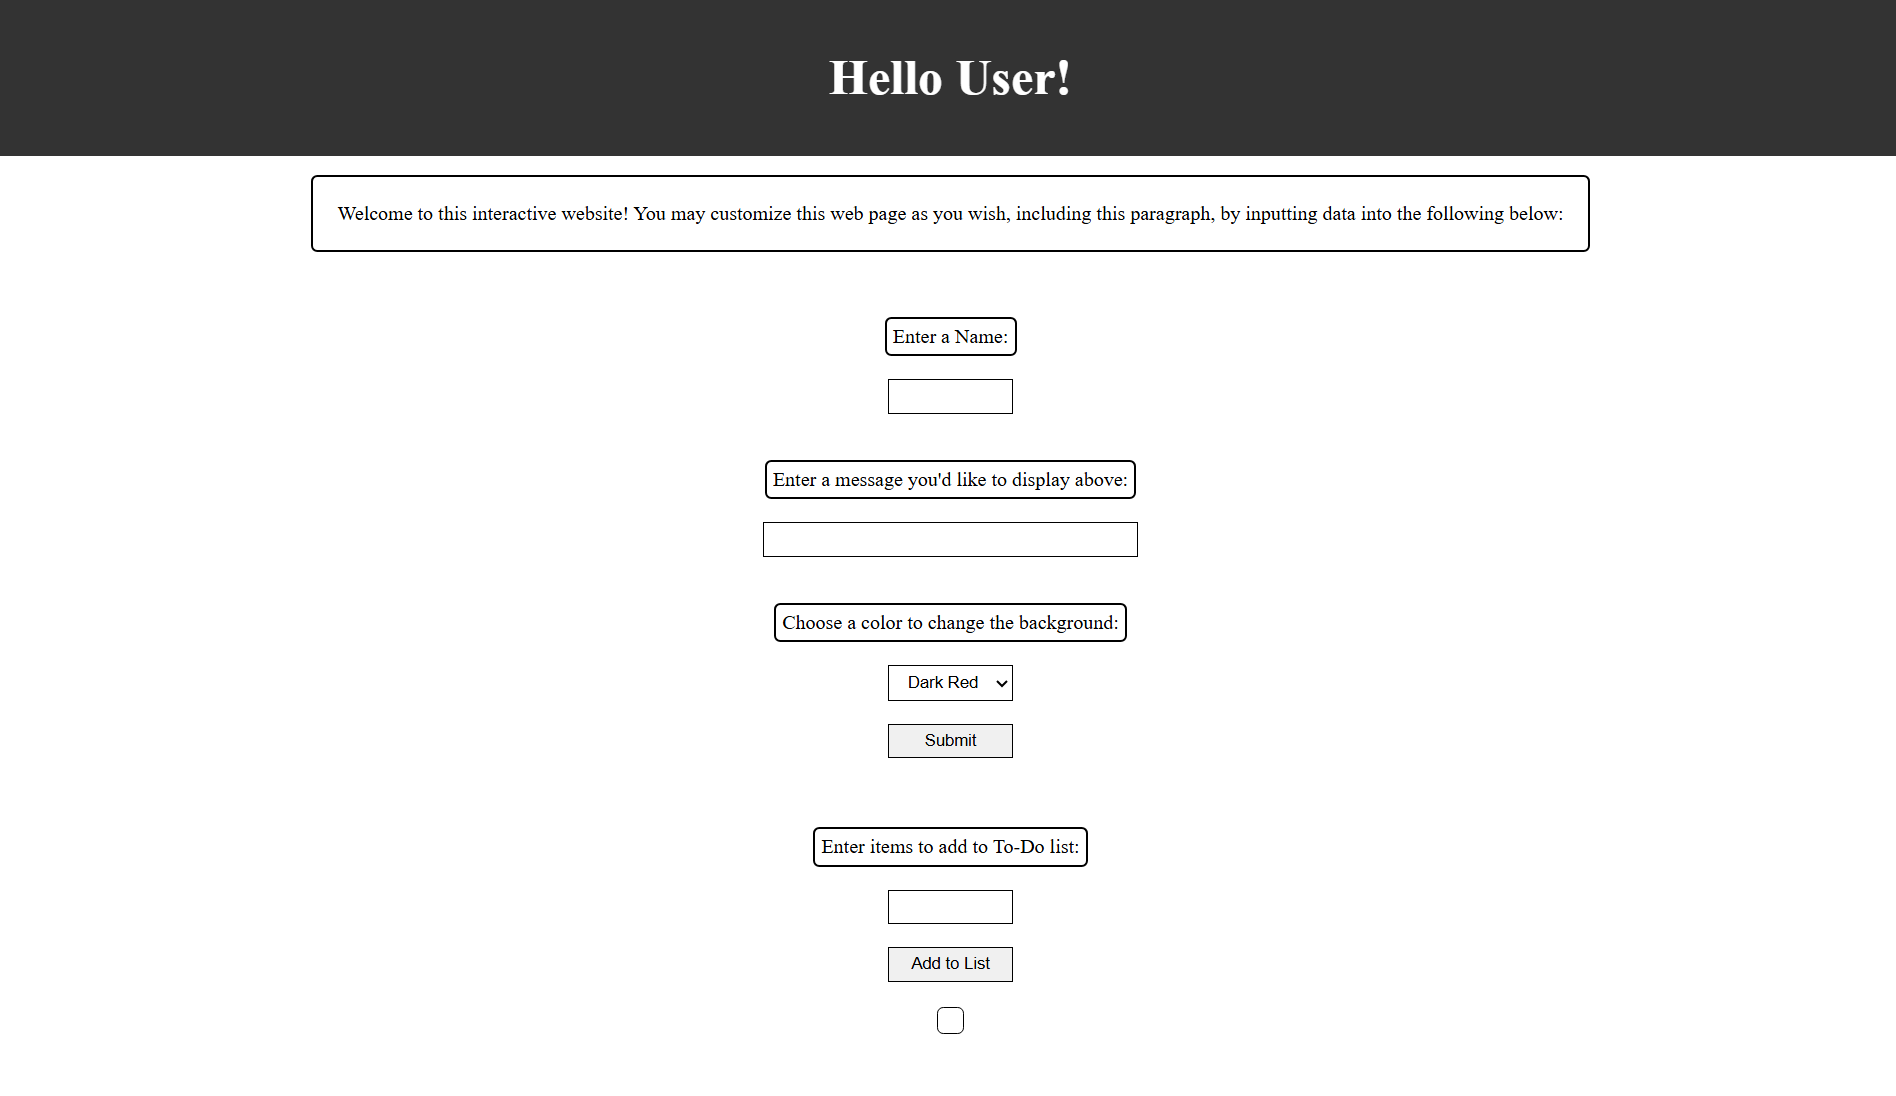 Hello User!
Welcome to this interactive website! You may customize this web page as you wish, including this paragraph, by inputting data into the following below:
Enter a Name:
Enter a message you'd like to display above:
Choose a color to change the background:
Dark Red
Submit
Enter items to add to To-Do list:
Add to List